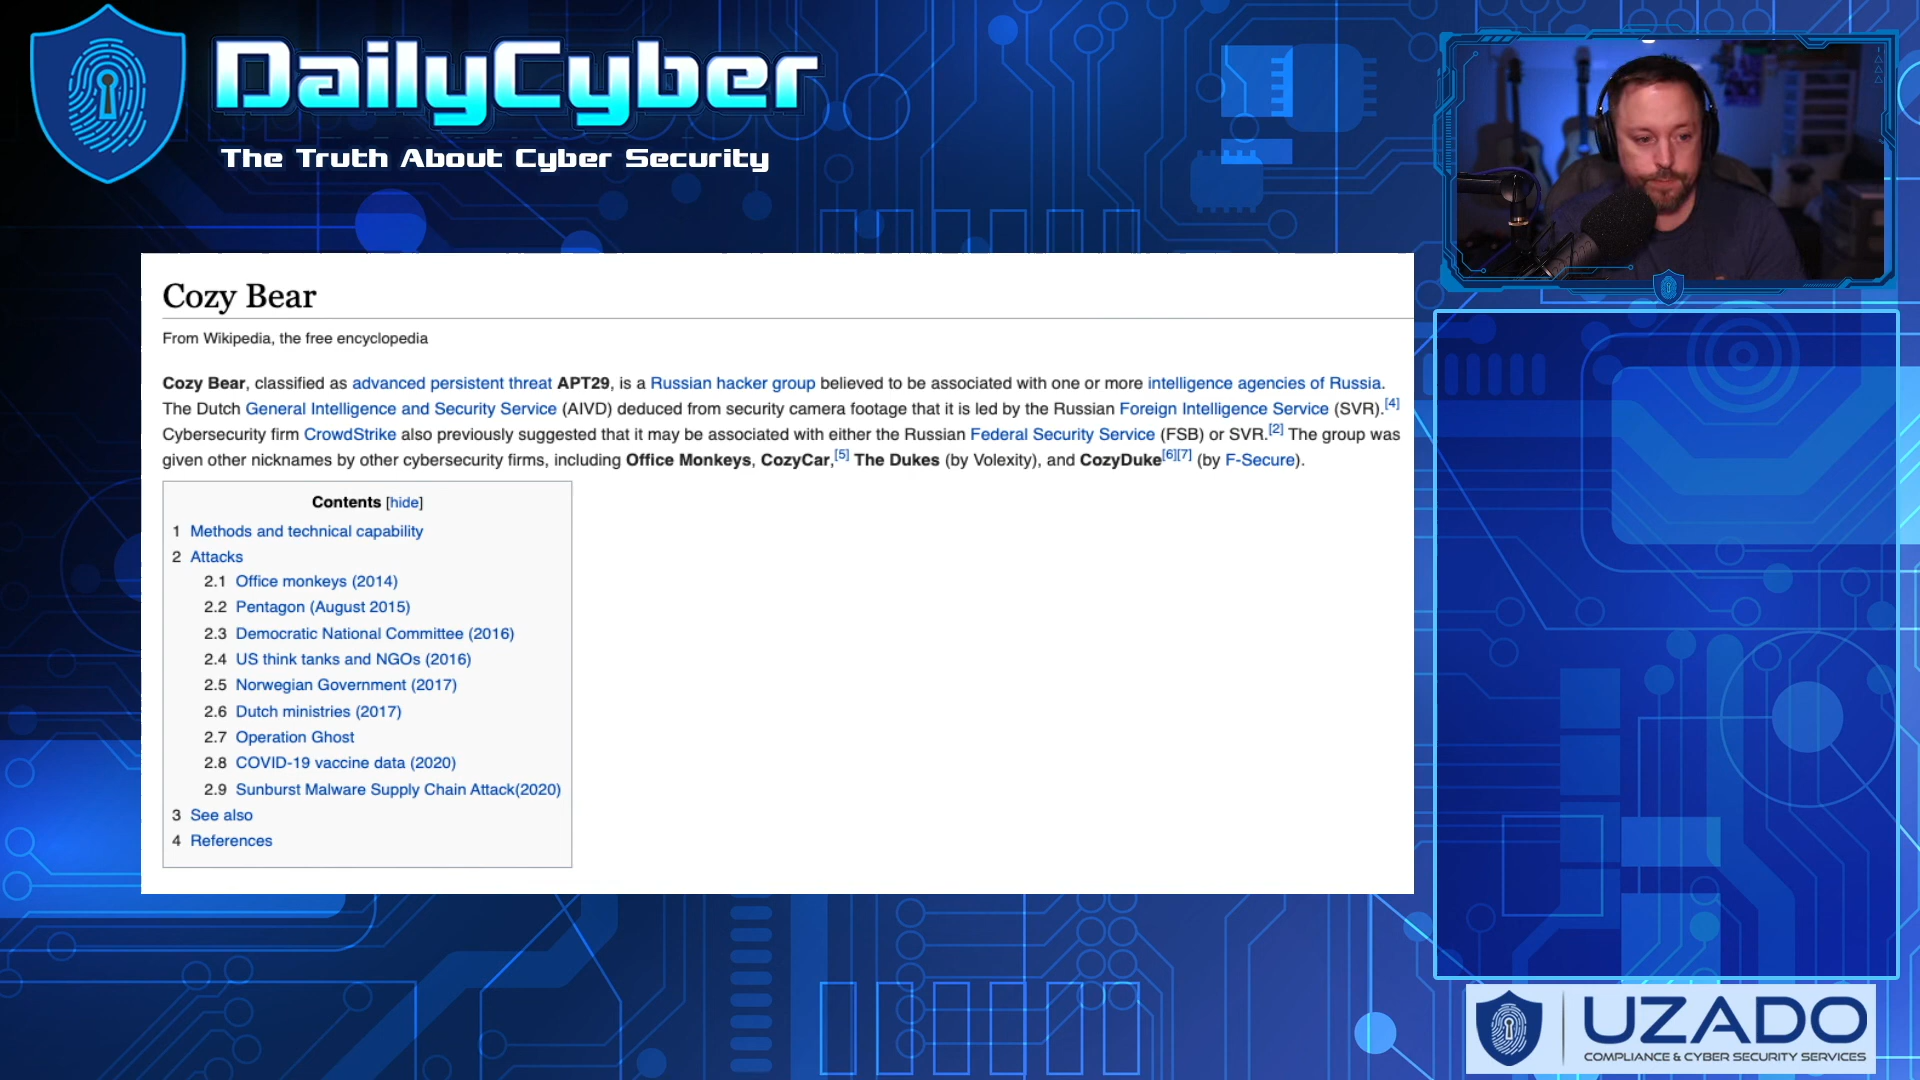 DailyCyber
The Truth About Cyber Security
Cozy Bear
From Wikipedia, the free encyclopedia
Cozy Bear, classified as advanced persistent threat APT29, is a Russian hacker group believed to be associated with one or more intelligence agencies of Russia.
The Dutch General Intelligence and Security Service (AIVD) deduced from security camera footage that it is led by the Russian Foreign Intelligence Service (SVR).[4]
Cybersecurity firm CrowdStrike also previously suggested that it may be associated with either the Russian Federal Security Service (FSB) or SVR.[2] The group was
given other nicknames by other cybersecurity firms, including Office Monkeys, CozyCar,[5] The Dukes (by Volexity), and CozyDuke[6][7] (by F-Secure).
Contents [hide]
1 Methods and technical capability
2 Attacks
2.1 Office monkeys (2014)
2.2 Pentagon (August 2015)
2.3 Democratic National Committee (2016)
2.4 US think tanks and NGOs (2016)
2.5 Norwegian Government (2017)
2.6 Dutch ministries (2017)
2.7 Operation Ghost
2.8 COVID-19 vaccine data (2020)
2.9 Sunburst Malware Supply Chain Attack(2020)
3 See also
4 References
UZADO
COMPLIANCE & CYBER SECURITY SERVICES